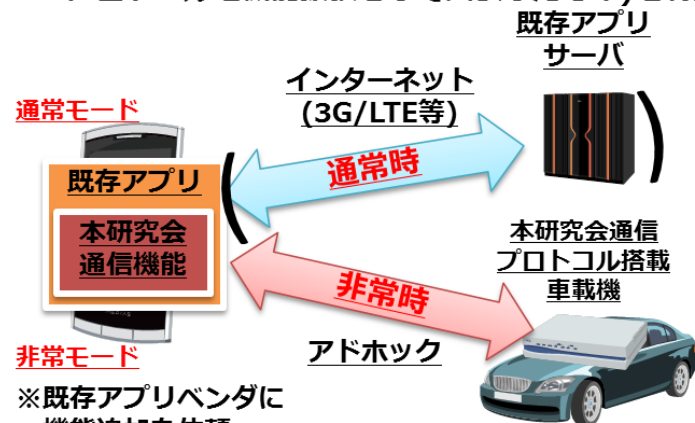 既存アプリ
サーバ
インターネット
(3G/LTE等)
通常モード
通常時
既存アプリ
本研究会
通信機能
本研究会通信
プロトコル搭載
車載機
非常時
アドホック
非常モード
※既存アプリベンダに